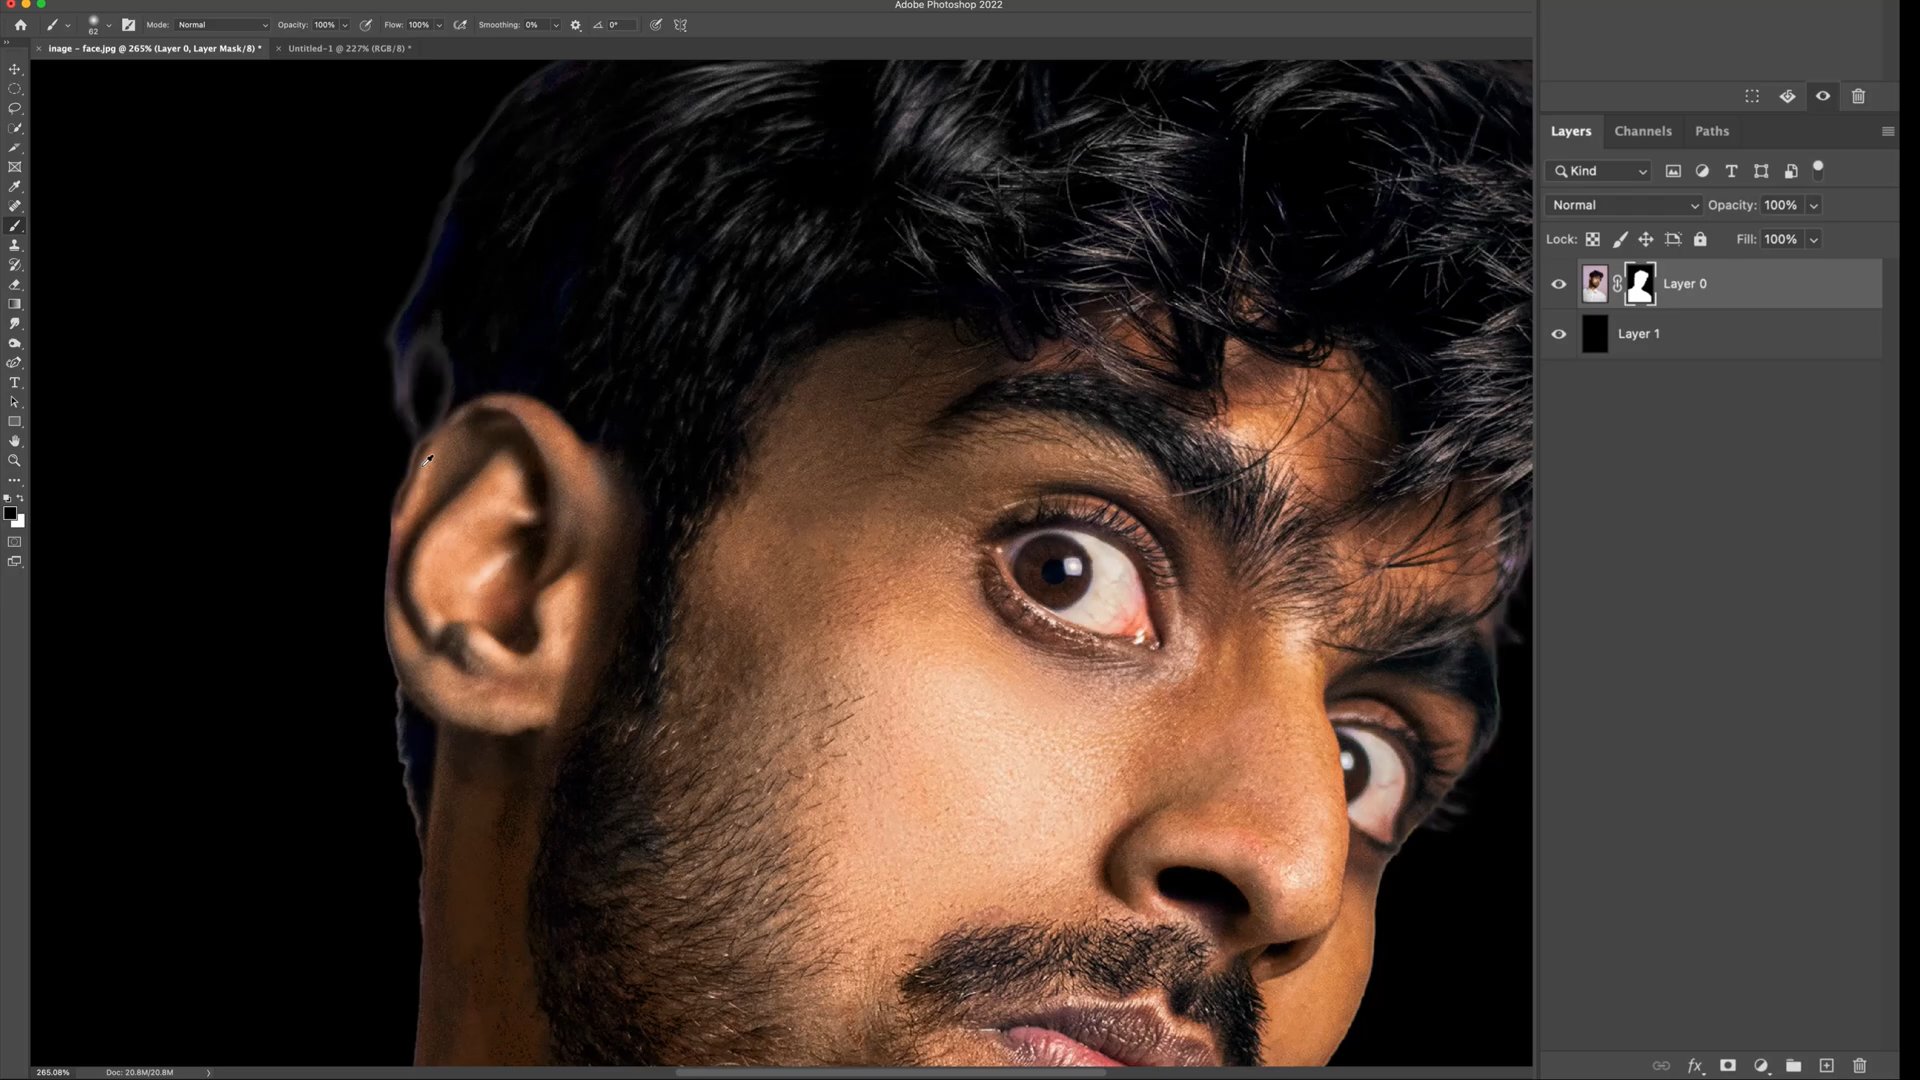 Adobe Photoshop 2022
62
Mode: Normal
Opacity: 100%
Flow: 100%
Smoothing: 0%
0°
× image - face.jpg @ 265% (Layer 0, Layer Mask/8) *
× Untitled-1 @ 227% (RGB/8) *
Layers Channels Paths
Kind
Normal Opacity: 100%
Lock: Fill: 100%
Layer 0
Layer 1
265.08% Doc: 20.8M/20.8M